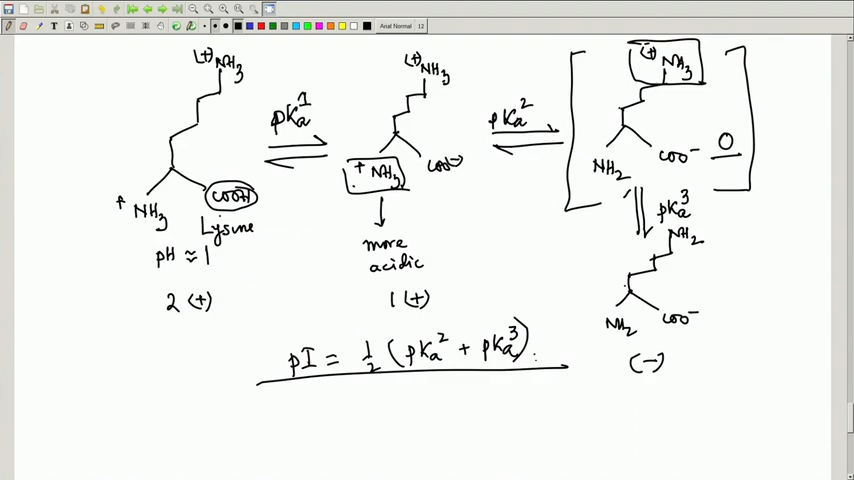 Arial Normal 12
(+) NH3
(+) NH3
(+) NH3
pKa1
pKa2
COOH
+ NH3
+ NH3
COO-
NH2
COO-
0
Lysine
pH ≈ 1
more
acidic
pKa3
NH2
NH2
COO-
2 (+)
1 (+)
(-)
pI = 1/2 (pKa2 + pKa3).